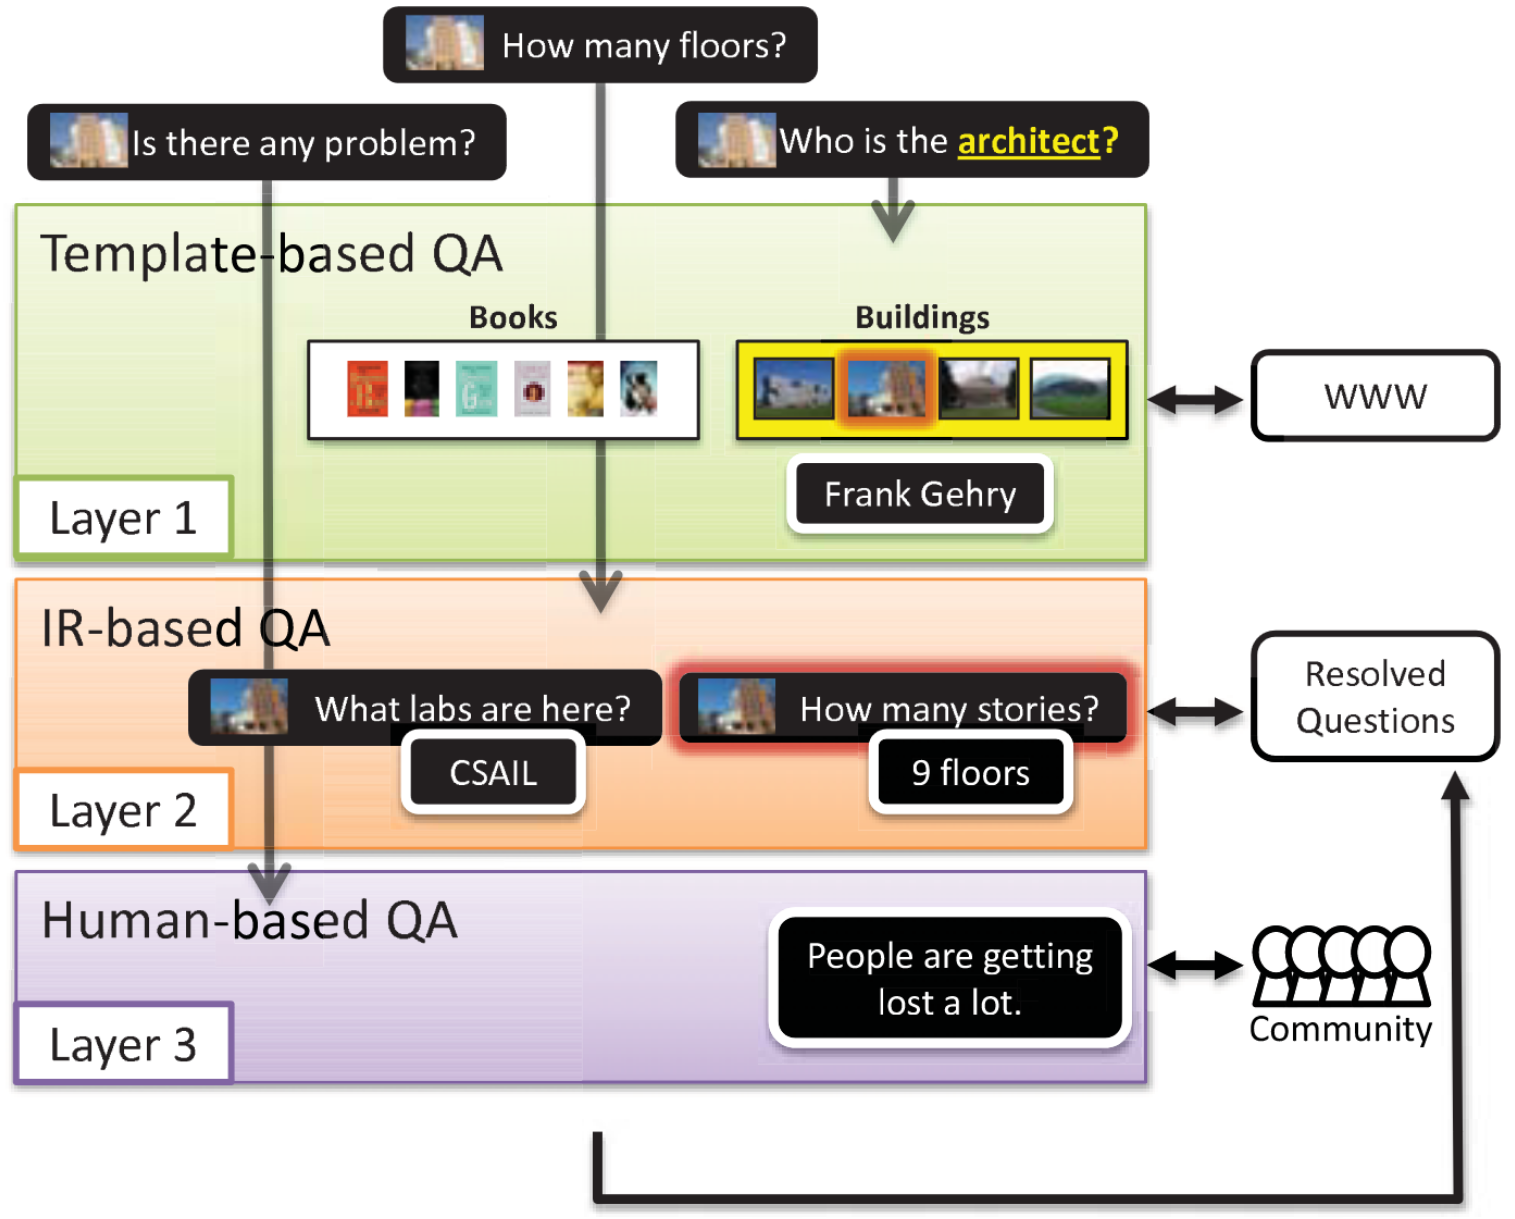 How many floors?
Is there any problem?
Who is the architect?
Template-based QA
Books
Buildings
WWW
Frank Gehry
Layer 1
IR-based QA
What labs are here?
CSAIL
How many stories?
9 floors
Resolved
Questions
Layer 2
Human-based QA
People are getting
lost a lot.
Community
Layer 3